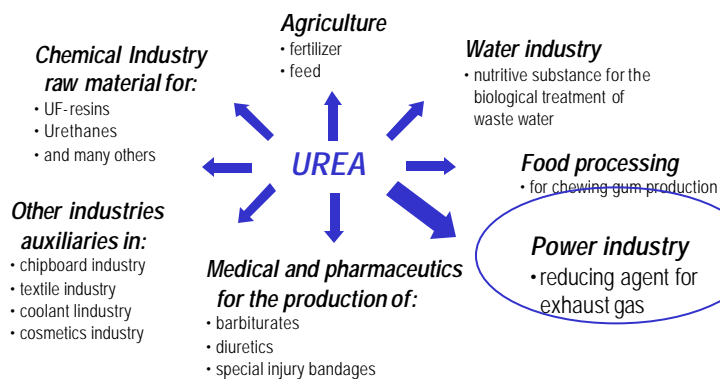 Agriculture
• fertilizer
• feed
Chemical Industry
raw material for:
• UF-resins
• Urethanes
• and many others
Water industry
• nutritive substance for the
biological treatment of
waste water
UREA
Food processing
• for chewing gum production
Other industries
auxiliaries in:
• chipboard industry
• textile industry
• coolant lindustry
• cosmetics industry
Medical and pharmaceutics
for the production of:
• barbiturates
• diuretics
• special injury bandages
Power industry
• reducing agent for
exhaust gas